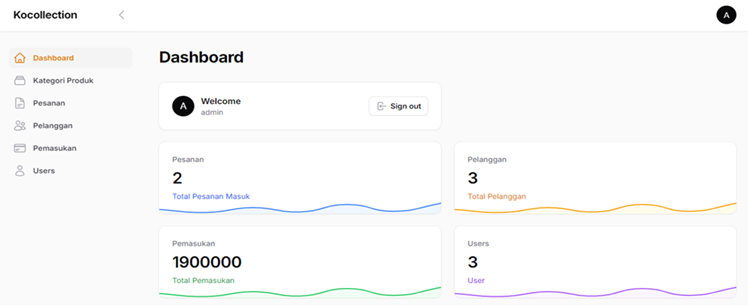 Kocollection
A
Dashboard
Kategori Produk
Pesanan
Pelanggan
Pemasukan
Users
Dashboard
A
Welcome
admin
Sign out
Pesanan
2
Total Pesanan Masuk
Pelanggan
3
Total Pelanggan
Pemasukan
1900000
Total Pemasukan
Users
3
User